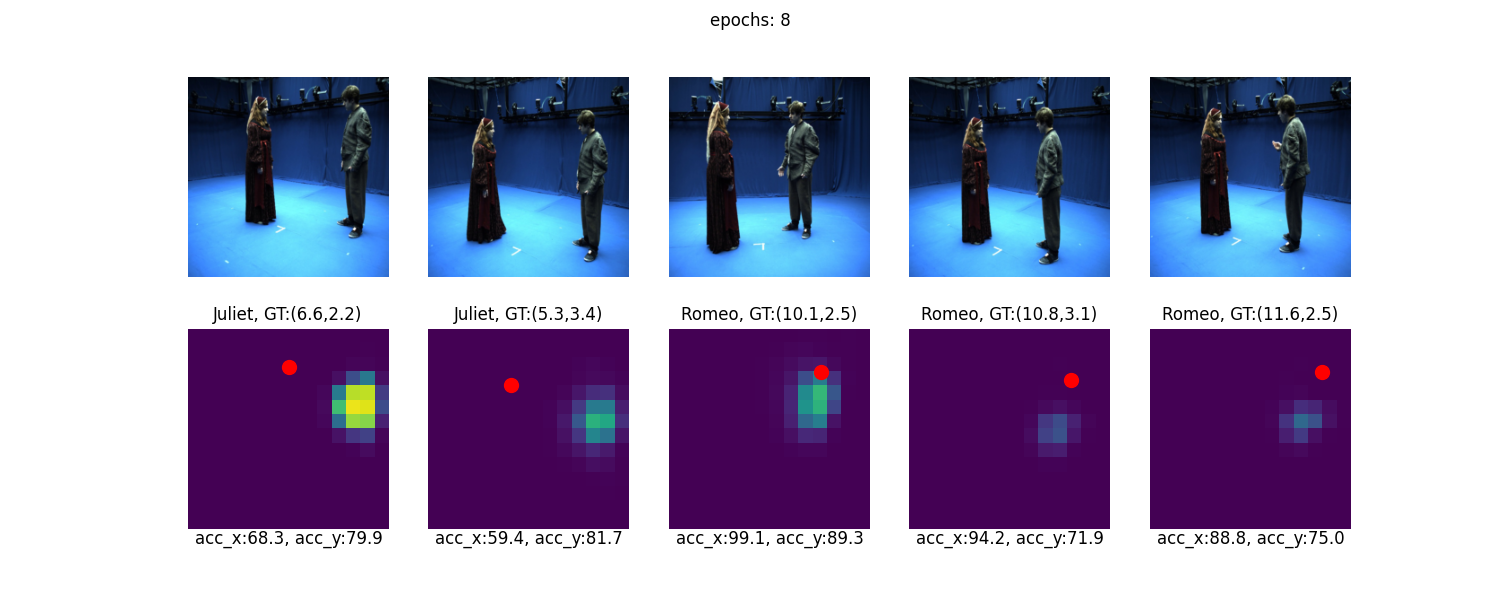 epochs: 8
Juliet, GT:(6.6,2.2)
Juliet, GT:(5.3,3.4)
Romeo, GT:(10.1,2.5)
Romeo, GT:(10.8,3.1)
Romeo, GT:(11.6,2.5)
acc_x:68.3, acc_y:79.9
acc_x:59.4, acc_y:81.7
acc_x:99.1, acc_y:89.3
acc_x:94.2, acc_y:71.9
acc_x:88.8, acc_y:75.0